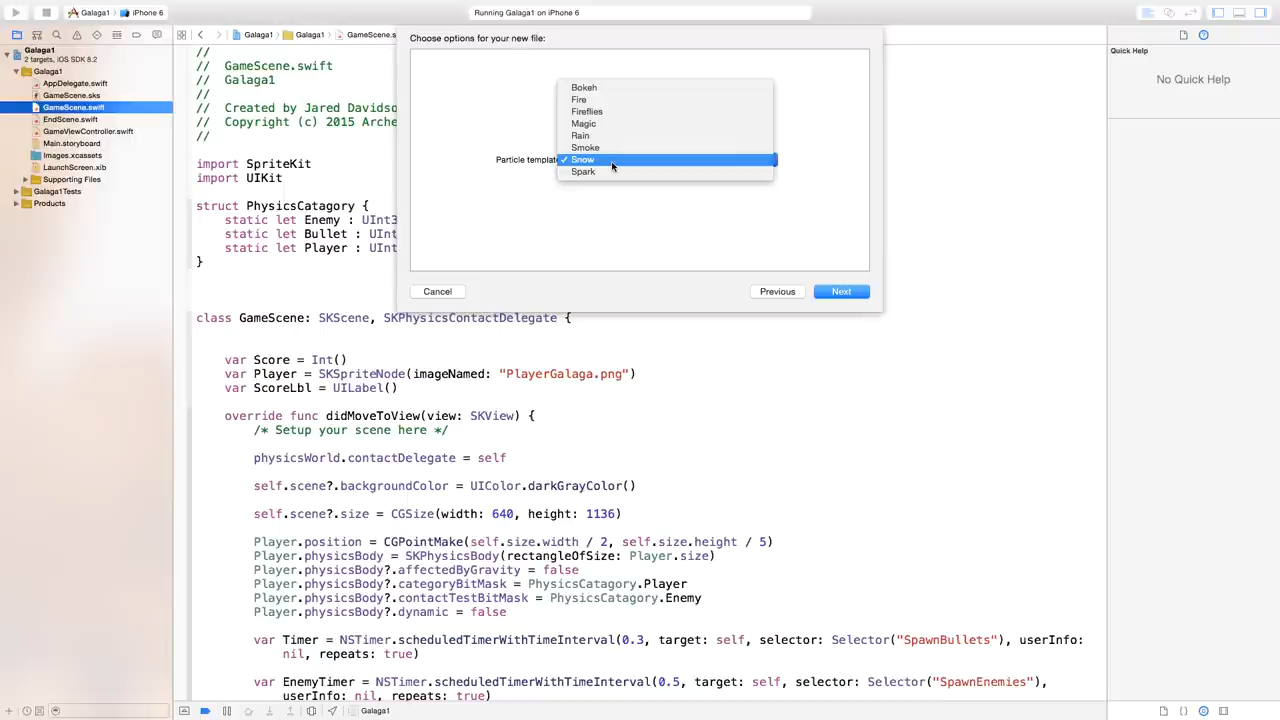 Galaga1 iPhone 6
Running Galaga1 on iPhone 6
Galaga1 Galaga1 GameScene.s
Galaga1
2 targets, iOS SDK 8.2
Galaga1
AppDelegate.swift
GameScene.sks
GameScene.swift
EndScene.swift
GameViewController.swift
Main.storyboard
Images.xcassets
LaunchScreen.xib
Supporting Files
Galaga1Tests
Products
Choose options for your new file:
Particle template
Bokeh
Fire
Fireflies
Magic
Rain
Smoke
✓ Snow
Spark
Cancel
Previous
Next
Quick Help
No Quick Help
//
// GameScene.swift
// Galaga1
//
// Created by Jared Davidso
// Copyright (c) 2015 Arche
//
import SpriteKit
import UIKit
struct PhysicsCatagory {
static let Enemy : UInt3
static let Bullet : UInt
static let Player : UInt
}
class GameScene: SKScene, SKPhysicsContactDelegate {
var Score = Int()
var Player = SKSpriteNode(imageNamed: "PlayerGalaga.png")
var ScoreLbl = UILabel()
override func didMoveToView(view: SKView) {
/* Setup your scene here */
physicsWorld.contactDelegate = self
self.scene?.backgroundColor = UIColor.darkGrayColor()
self.scene?.size = CGSize(width: 640, height: 1136)
Player.position = CGPointMake(self.size.width / 2, self.size.height / 5)
Player.physicsBody = SKPhysicsBody(rectangleOfSize: Player.size)
Player.physicsBody?.affectedByGravity = false
Player.physicsBody?.categoryBitMask = PhysicsCatagory.Player
Player.physicsBody?.contactTestBitMask = PhysicsCatagory.Enemy
Player.physicsBody?.dynamic = false
var Timer = NSTimer.scheduledTimerWithTimeInterval(0.3, target: self, selector: Selector("SpawnBullets"), userInfo:
nil, repeats: true)
var EnemyTimer = NSTimer.scheduledTimerWithTimeInterval(0.5, target: self, selector: Selector("SpawnEnemies"),
userInfo: nil, repeats: true)
Galaga1